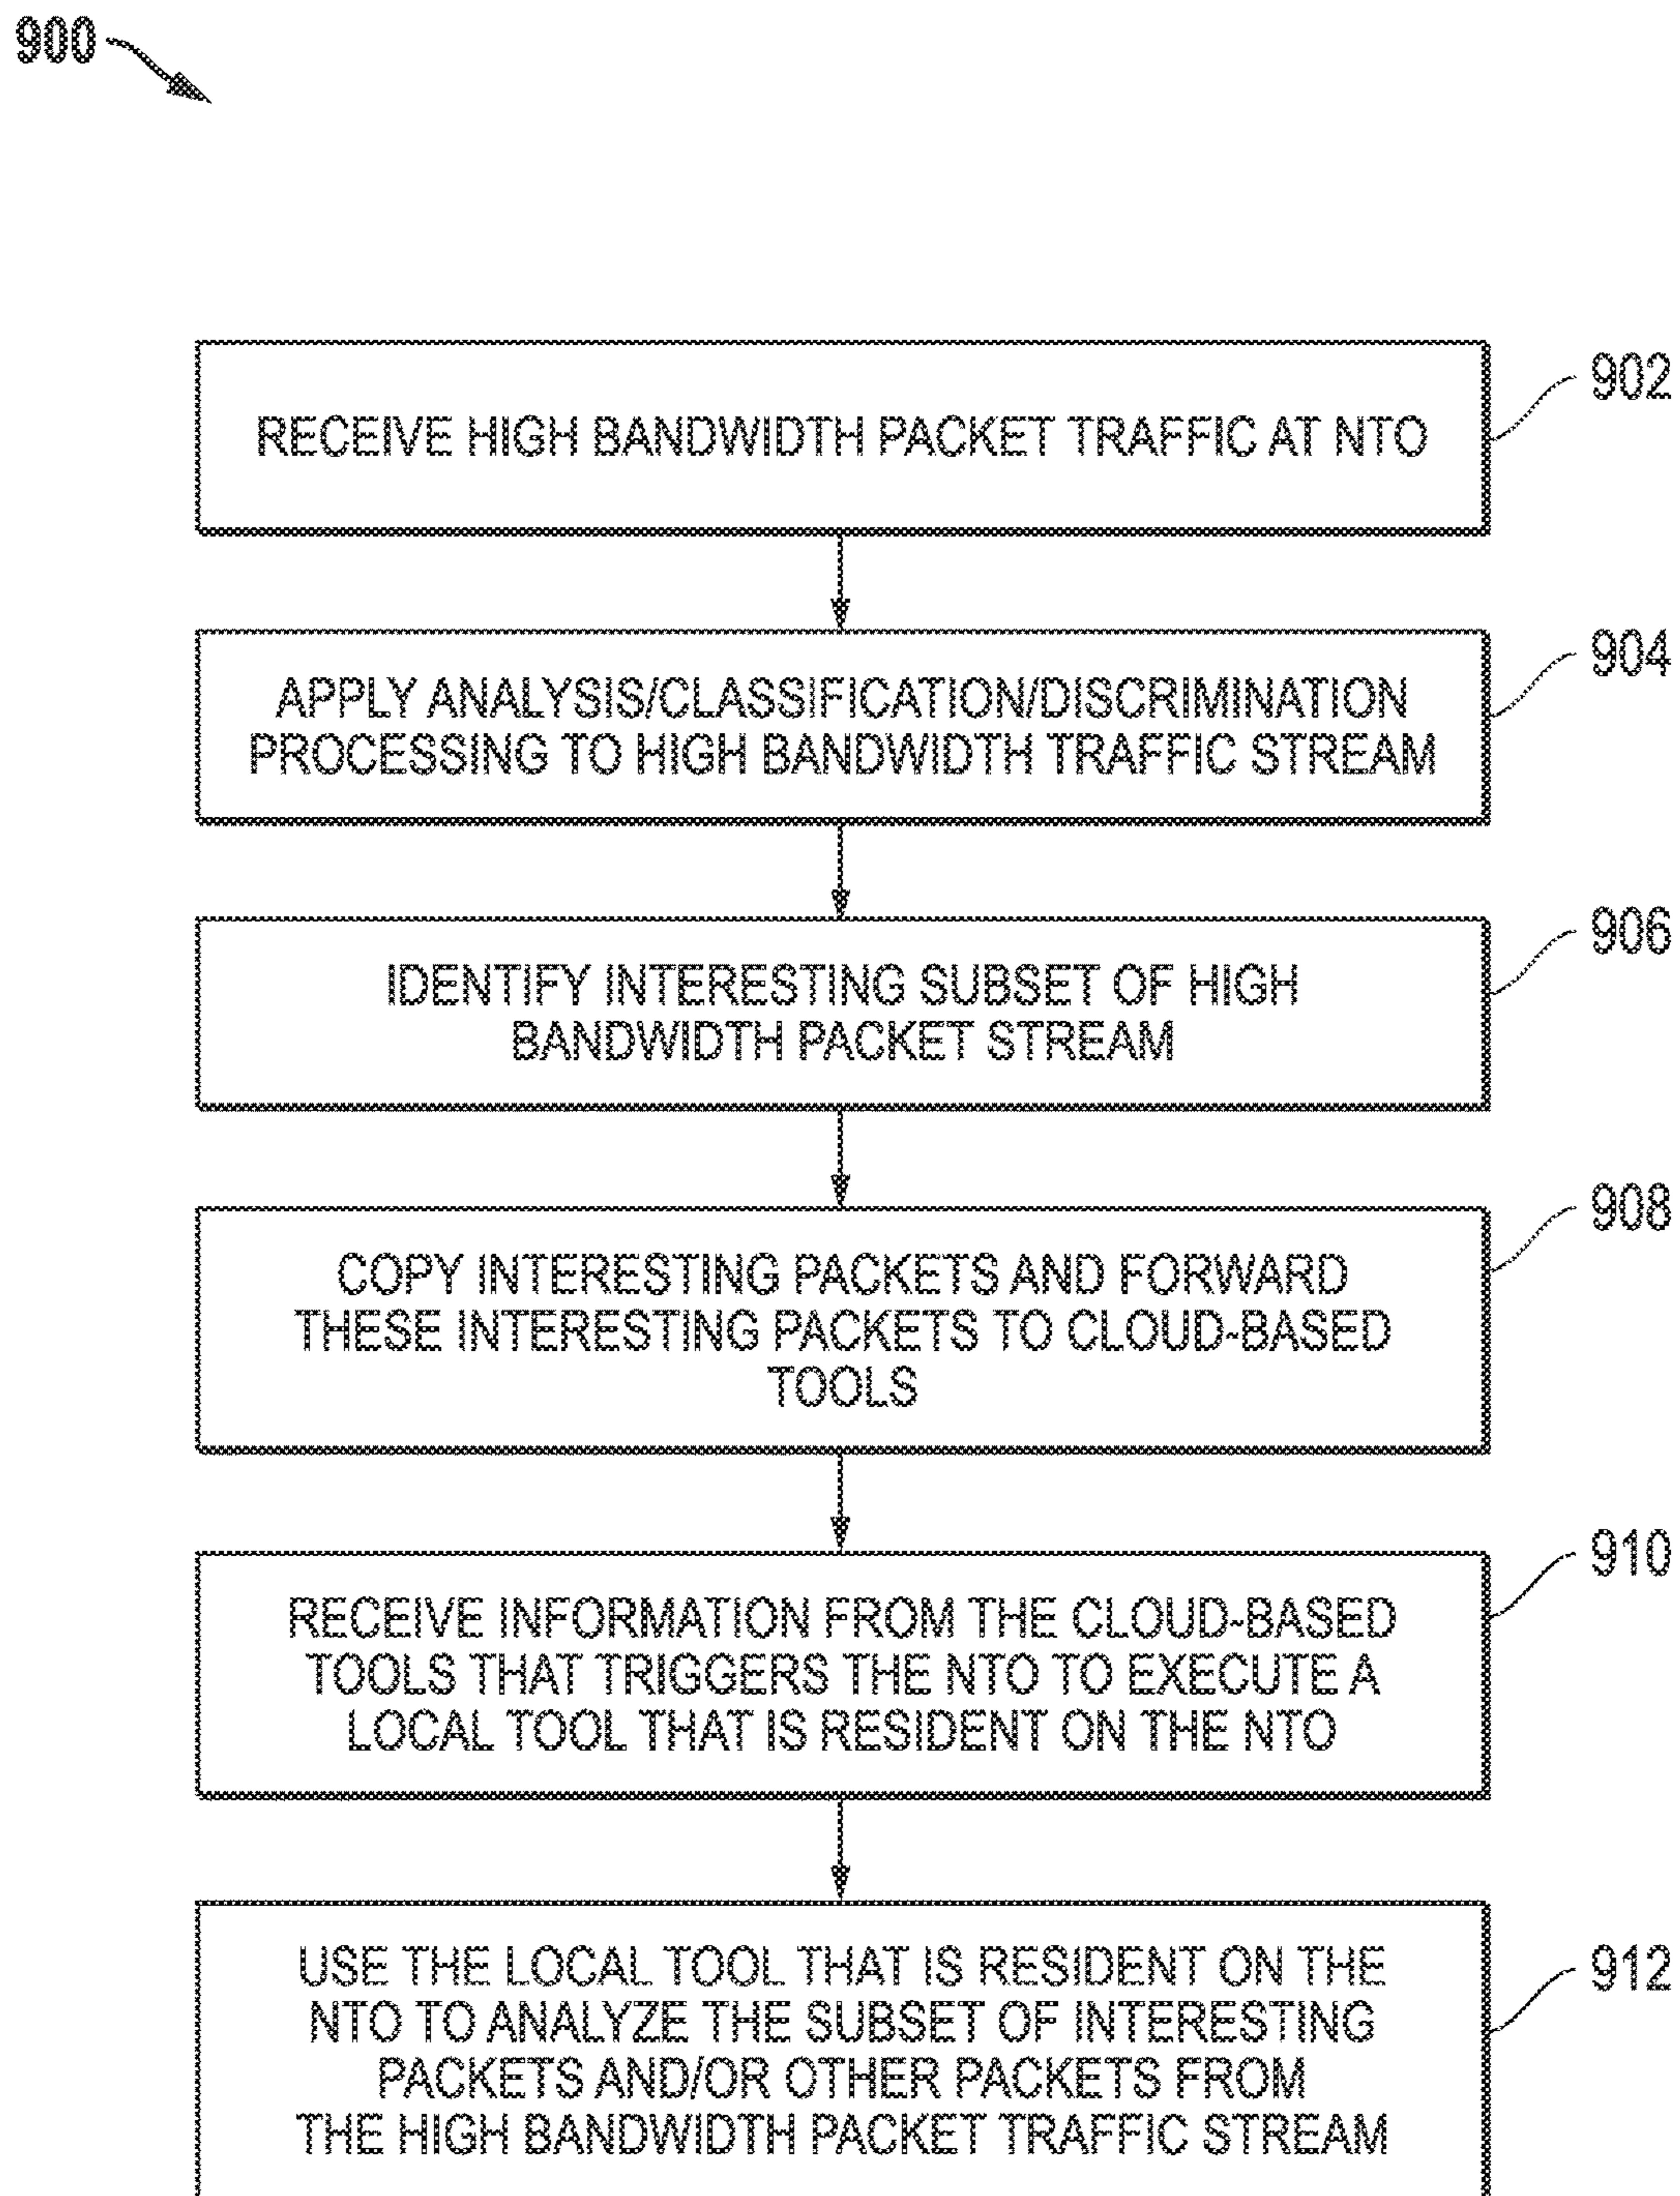 900
RECEIVE HIGH BANDWIDTH PACKET TRAFFIC AT NTO
902
APPLY ANALYSIS/CLASSIFICATION/DISCRIMINATION
PROCESSING TO HIGH BANDWIDTH TRAFFIC STREAM
904
IDENTIFY INTERESTING SUBSET OF HIGH
BANDWIDTH PACKET STREAM
906
COPY INTERESTING PACKETS AND FORWARD
THESE INTERESTING PACKETS TO CLOUD-BASED
TOOLS
908
RECEIVE INFORMATION FROM THE CLOUD-BASED
TOOLS THAT TRIGGERS THE NTO TO EXECUTE A
LOCAL TOOL THAT IS RESIDENT ON THE NTO
910
USE THE LOCAL TOOL THAT IS RESIDENT ON THE
NTO TO ANALYZE THE SUBSET OF INTERESTING
PACKETS AND/OR OTHER PACKETS FROM
THE HIGH BANDWIDTH PACKET TRAFFIC STREAM
912